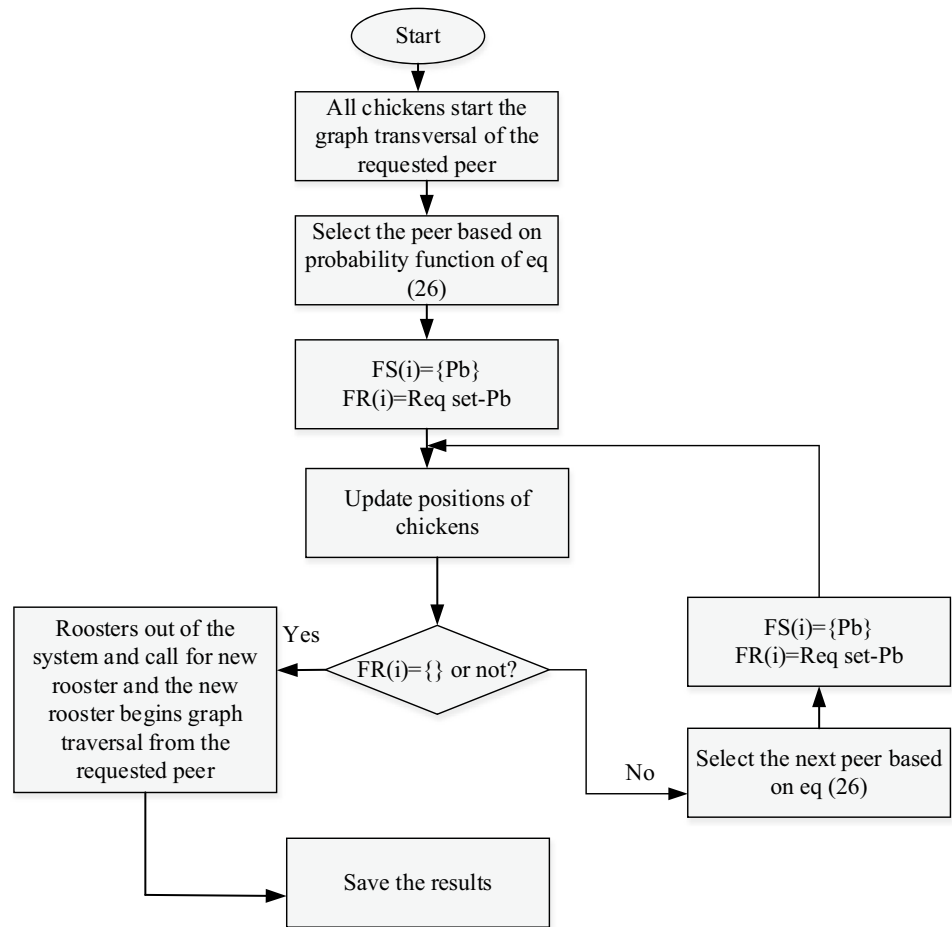 Start
All chickens start the
graph transversal of the
requested peer
Select the peer based on
probability function of eq
(26)
FS(i)={Pb}
FR(i)=Req set-Pb
Update positions of
chickens
FR(i)={} or not?
Yes
Roosters out of the
system and call for new
rooster and the new
rooster begins graph
traversal from the
requested peer
No
Select the next peer based
on eq (26)
FS(i)={Pb}
FR(i)=Req set-Pb
Save the results